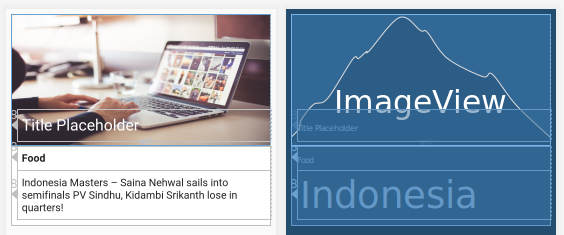 Title Placeholder
Food
Indonesia Masters – Saina Nehwal sails into
semifinals PV Sindhu, Kidambi Srikanth lose in
quarters!
ImageView
Title Placeholder
Food
Indonesia